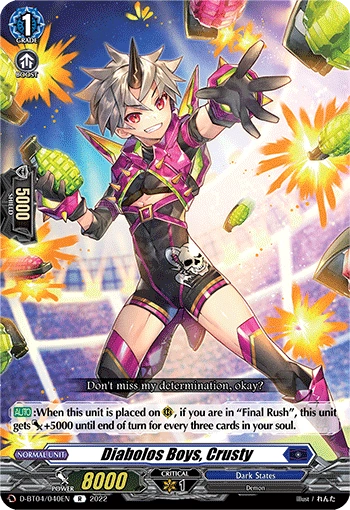 1
GRADE
BOOST
5000
SHIELD
Don't miss my determination, okay?
AUTO:When this unit is placed on , if you are in "Final Rush", this unit
gets +5000 until end of turn for every three cards in your soul.
NORMAL UNIT
Diabolos Boys, Crusty
POWER 8000
CRITICAL
1
Dark States
Demon
D-BT04/040EN R 2022
Illust / れんた